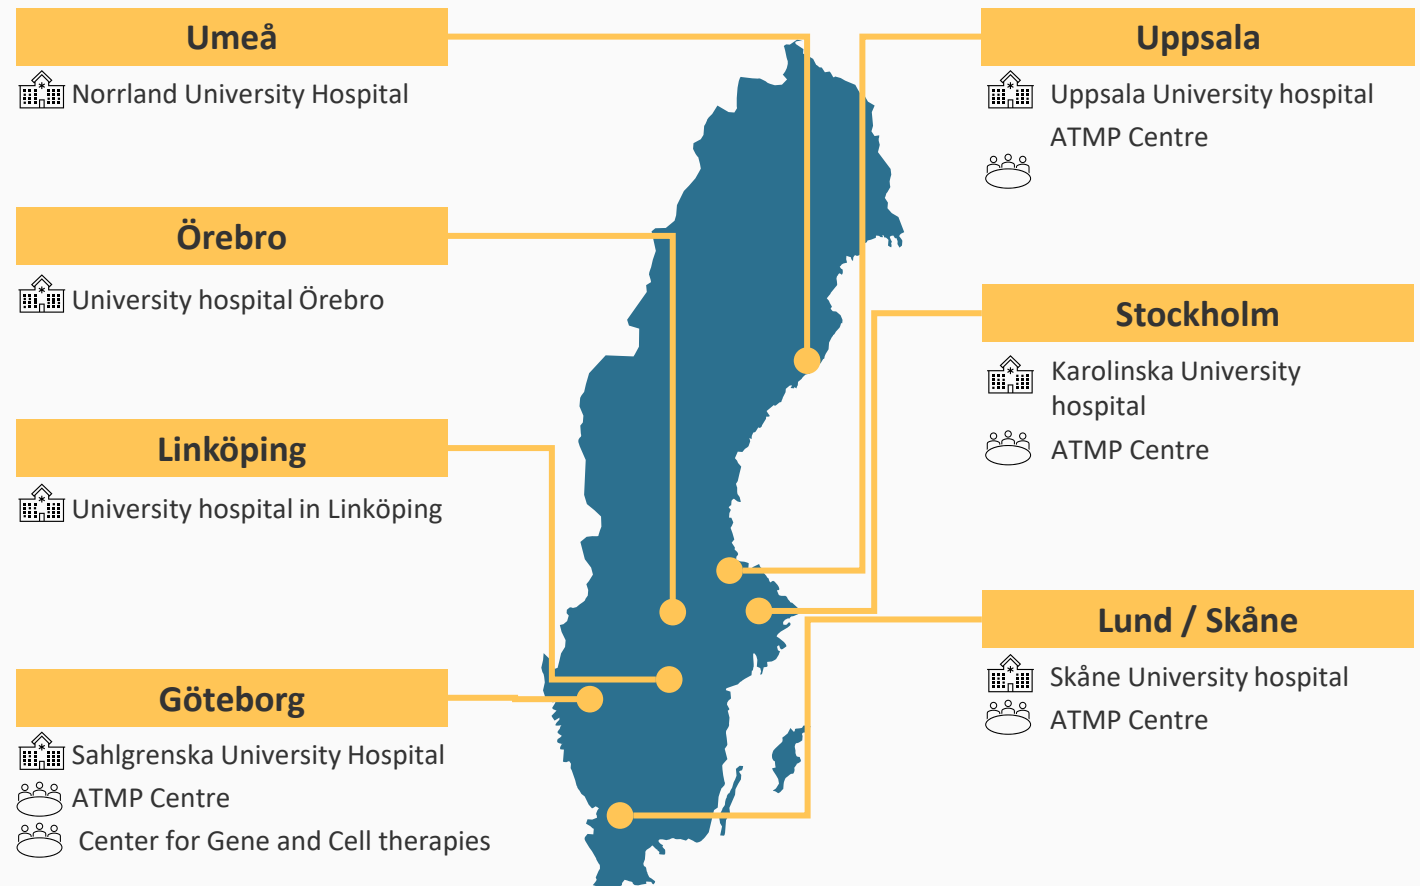 Umeå
Norrland University Hospital
Örebro
University hospital Örebro
Linköping
University hospital in Linköping
Göteborg
Sahlgrenska University Hospital
ATMP Centre
Center for Gene and Cell therapies
Uppsala
Uppsala University hospital
ATMP Centre
Stockholm
Karolinska University
hospital
ATMP Centre
Lund / Skåne
Skåne University hospital
ATMP Centre